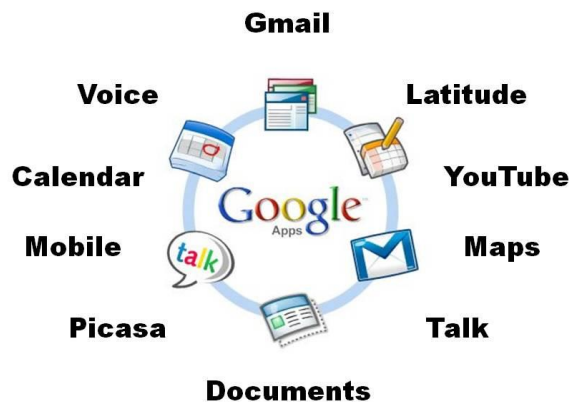 Gmail
Voice
Latitude
Calendar
YouTube
Google
Apps
Mobile
talk
Maps
Picasa
Talk
Documents